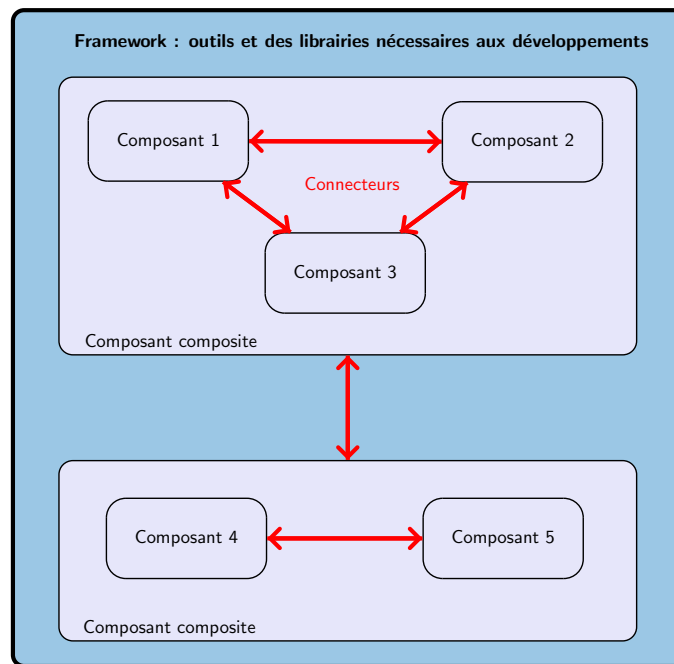 Framework : outils et des librairies nécessaires aux développements
Composant 1
Composant 2
Connecteurs
Composant 3
Composant composite
Composant 4
Composant 5
Composant composite